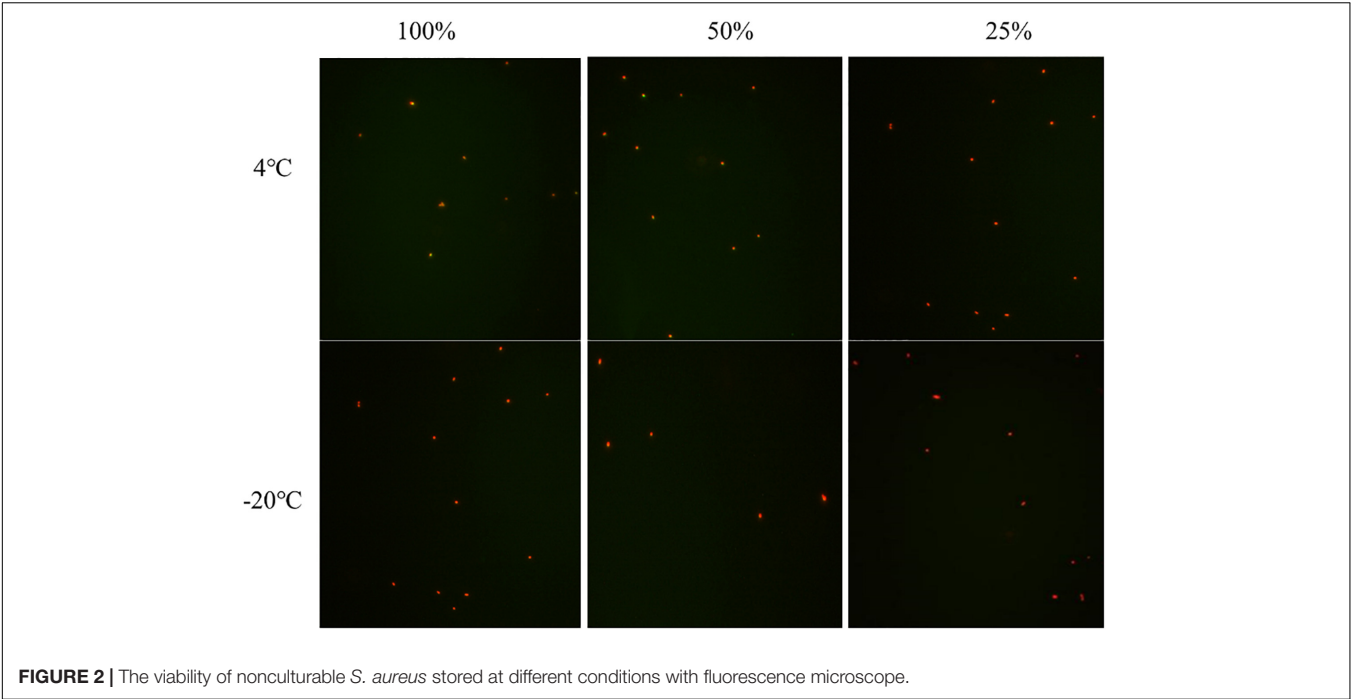 100% 50% 25%
4°C
-20°C
FIGURE 2 | The viability of nonculturable S. aureus stored at different conditions with fluorescence microscope.